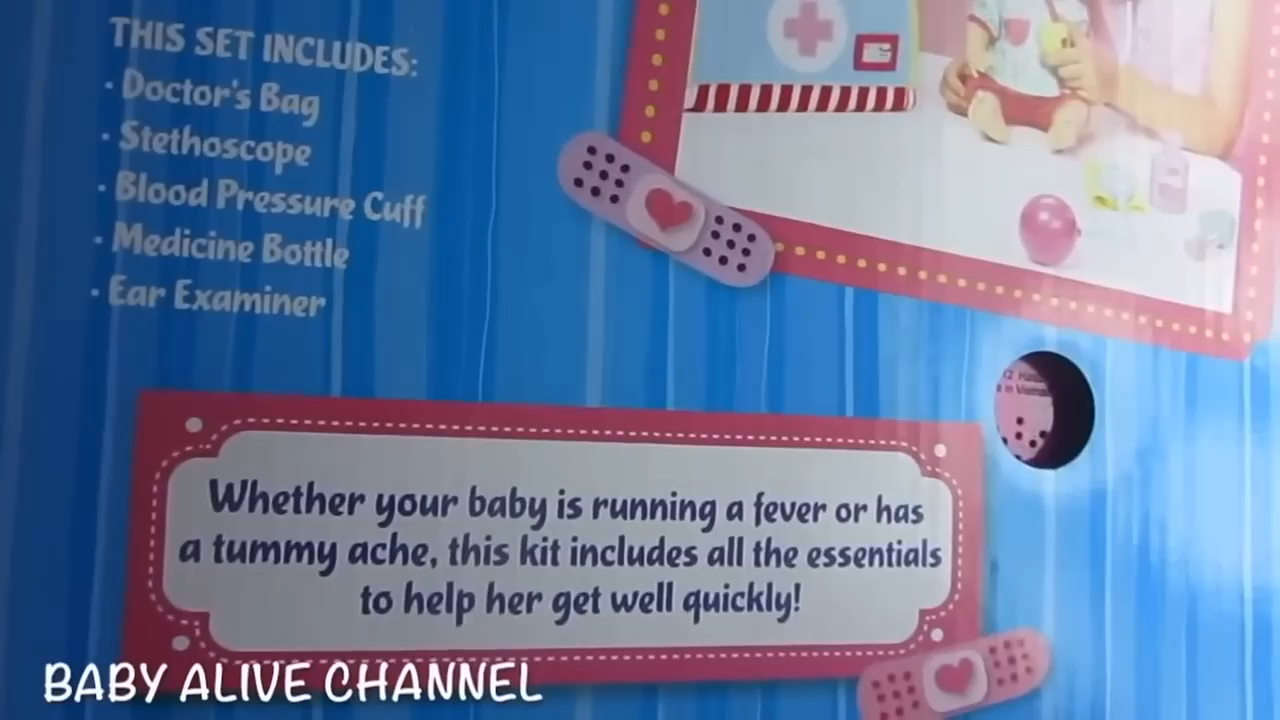 THIS SET INCLUDES:
· Doctor's Bag
· Stethoscope
· Blood Pressure Cuff
· Medicine Bottle
· Ear Examiner
Whether your baby is running a fever or has
a tummy ache, this kit includes all the essentials
to help her get well quickly!
BABY ALIVE CHANNEL